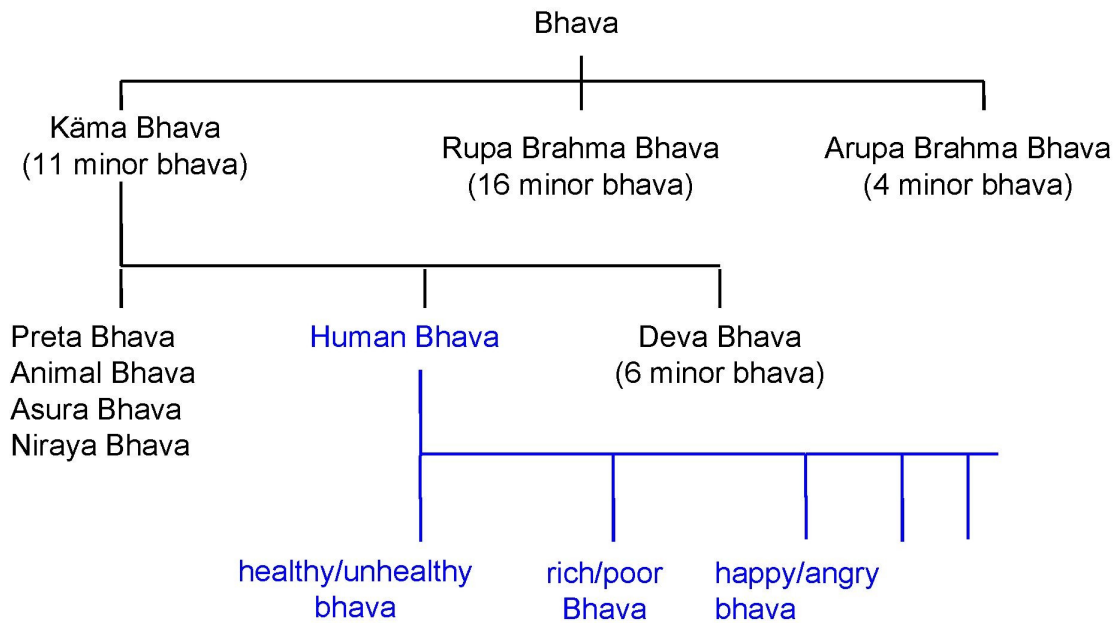 Bhava
Käma Bhava
(11 minor bhava)
Rupa Brahma Bhava
(16 minor bhava)
Arupa Brahma Bhava
(4 minor bhava)
Preta Bhava
Animal Bhava
Asura Bhava
Niraya Bhava
Human Bhava
Deva Bhava
(6 minor bhava)
healthy/unhealthy
bhava
rich/poor
Bhava
happy/angry
bhava